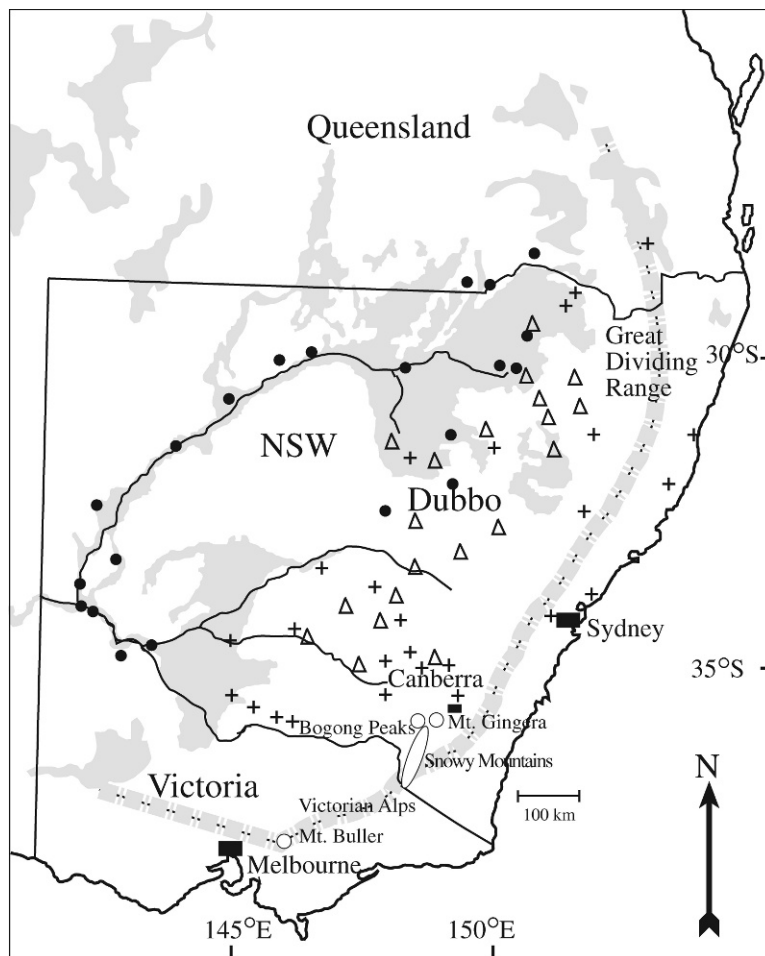 Queensland
Great
Dividing
Range
30°S
NSW
Dubbo
Sydney
35°S
Canberra
Bogong Peaks
Mt. Gingera
Snowy Mountains
N
Victoria
Victorian Alps
100 km
Mt. Buller
Melbourne
145°E
150°E